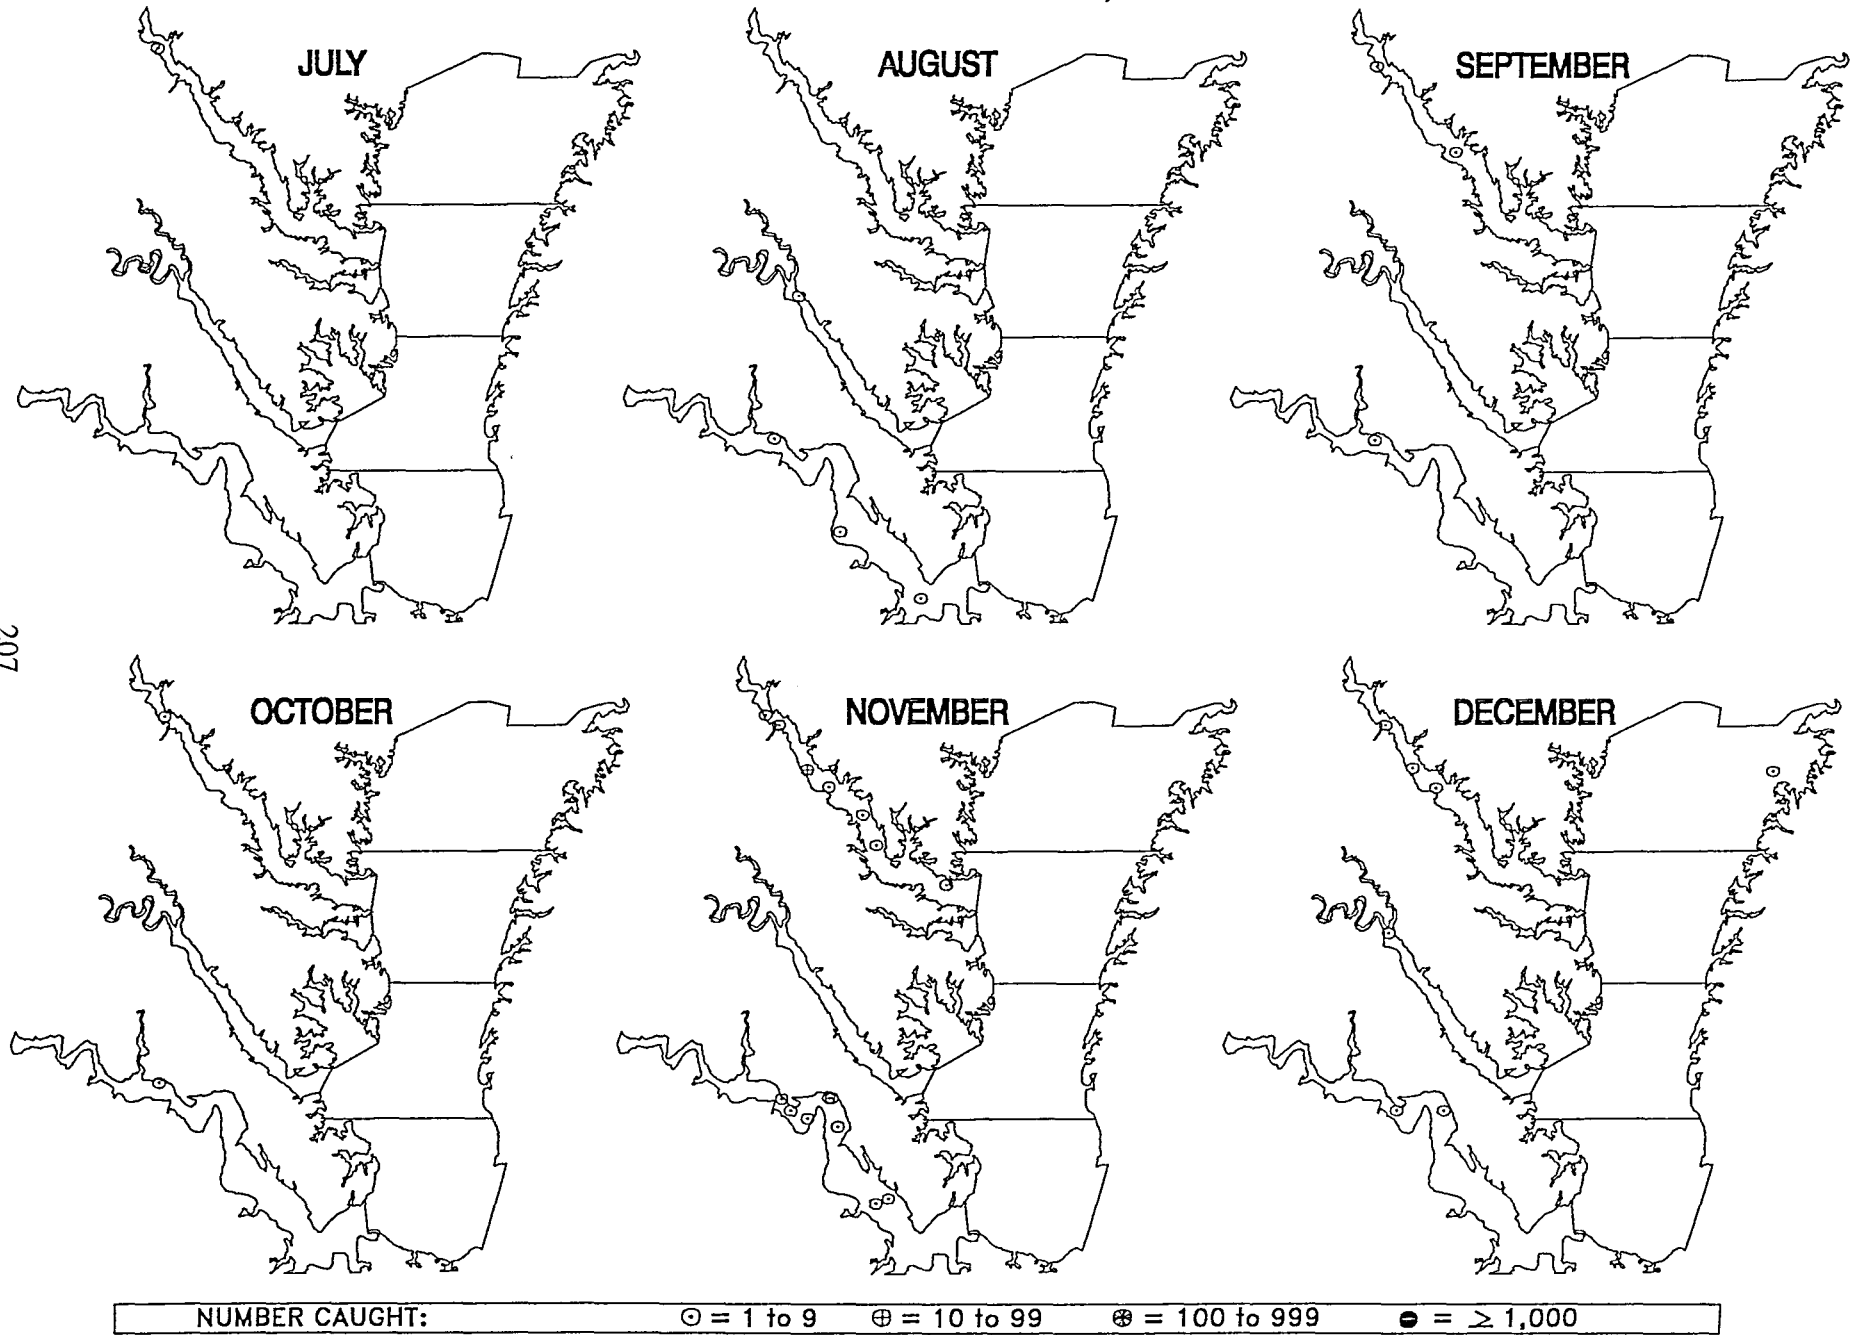 JULY
AUGUST
SEPTEMBER
207
OCTOBER
NOVEMBER
DECEMBER
NUMBER CAUGHT: ⊙ = 1 to 9 ⊕ = 10 to 99 ⊛ = 100 to 999 ⊖ = ≥ 1,000